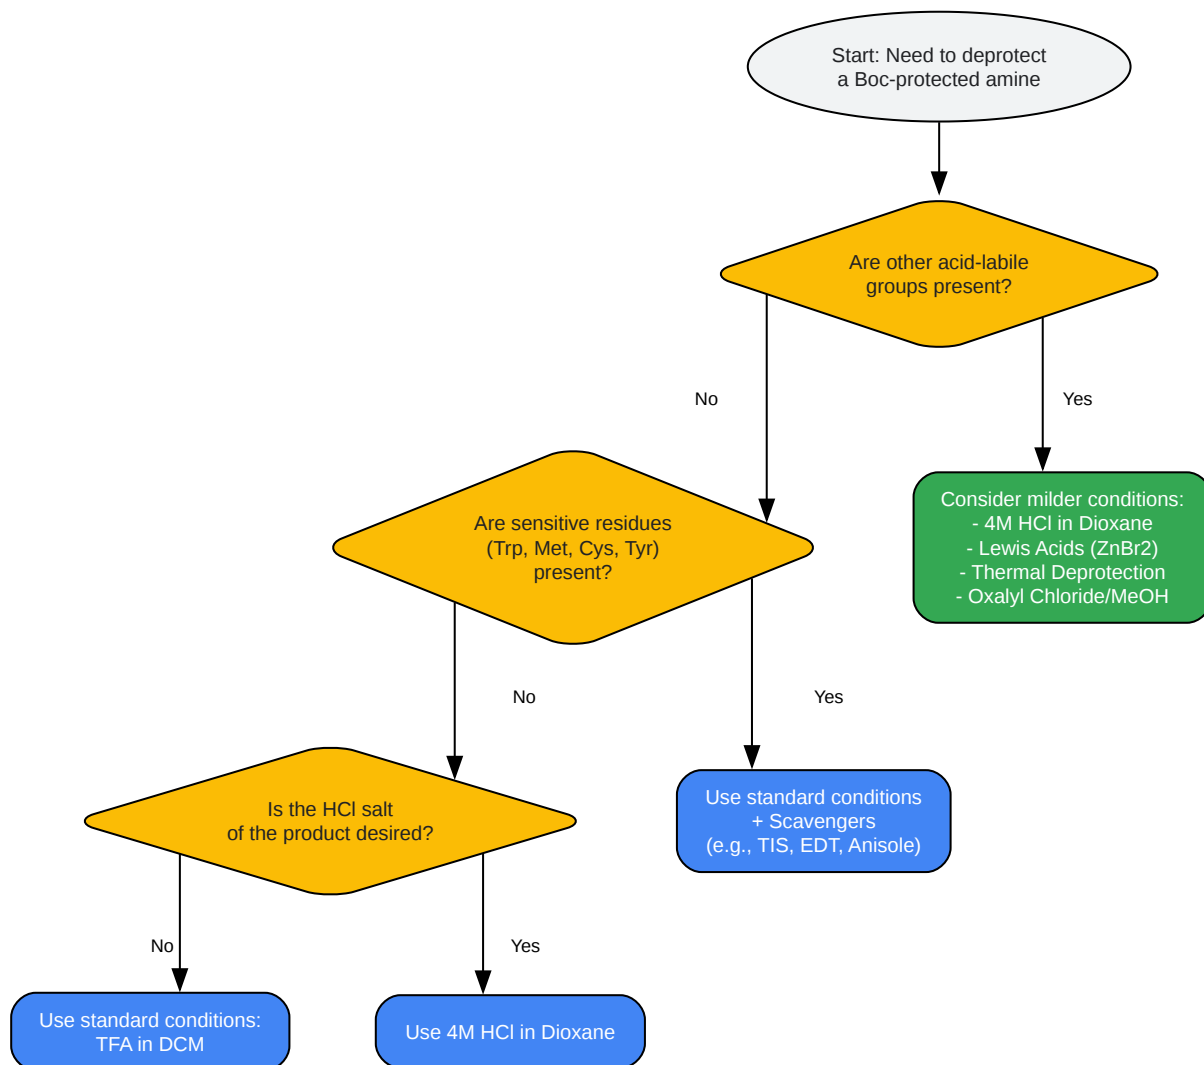 Start: Need to deprotect
a Boc-protected amine
Are other acid-labile
groups present?
No
Yes
Consider milder conditions:
- 4M HCl in Dioxane
- Lewis Acids (ZnBr2)
- Thermal Deprotection
- Oxalyl Chloride/MeOH
Are sensitive residues
(Trp, Met, Cys, Tyr)
present?
No
Yes
Use standard conditions
+ Scavengers
(e.g., TIS, EDT, Anisole)
Is the HCl salt
of the product desired?
No
Yes
Use standard conditions:
TFA in DCM
Use 4M HCl in Dioxane